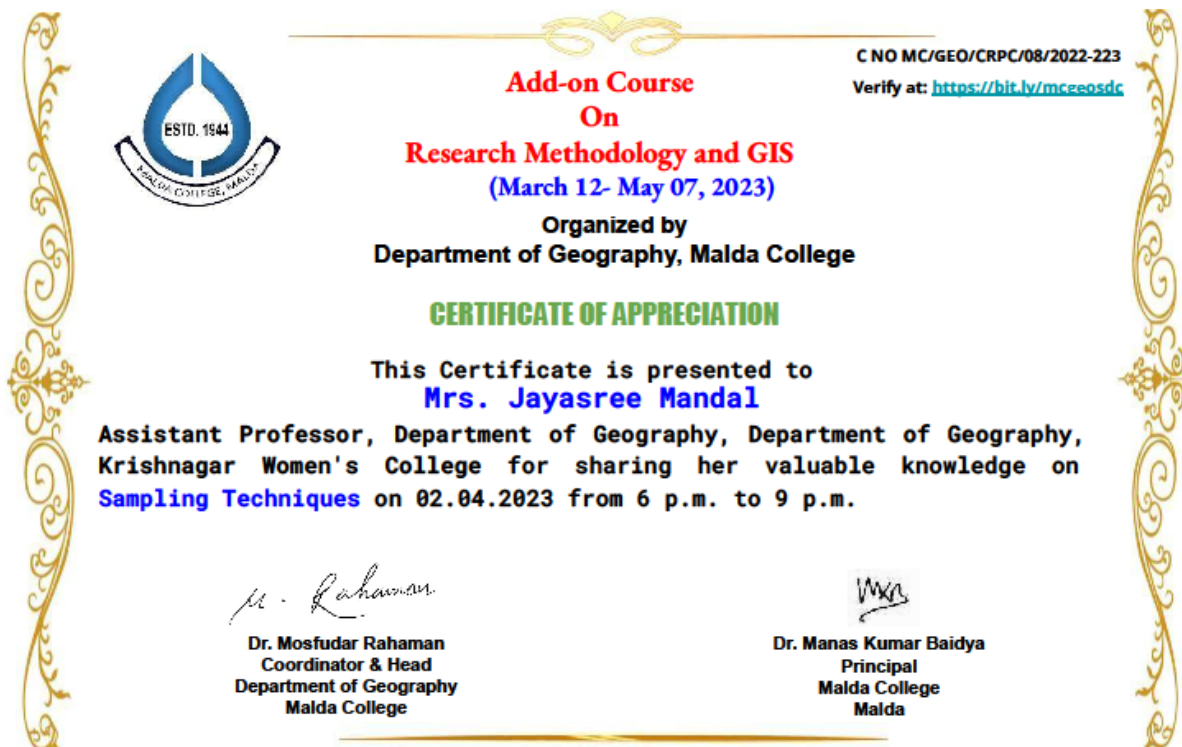 C NO MC/GEO/CRPC/08/2022-223
Verify at: https://bit.ly/mcgeosdc
ESTD. 1944
MALDA COLLEGE, MALDA
Add-on Course
On
Research Methodology and GIS
(March 12- May 07, 2023)
Organized by
Department of Geography, Malda College
CERTIFICATE OF APPRECIATION
This Certificate is presented to
Mrs. Jayasree Mandal
Assistant Professor, Department of Geography, Department of Geography,
Krishnagar Women's College for sharing her valuable knowledge on
Sampling Techniques on 02.04.2023 from 6 p.m. to 9 p.m.
M. Rahaman
Dr. Mosfudar Rahaman
Coordinator & Head
Department of Geography
Malda College
Dr. Manas Kumar Baidya
Principal
Malda College
Malda